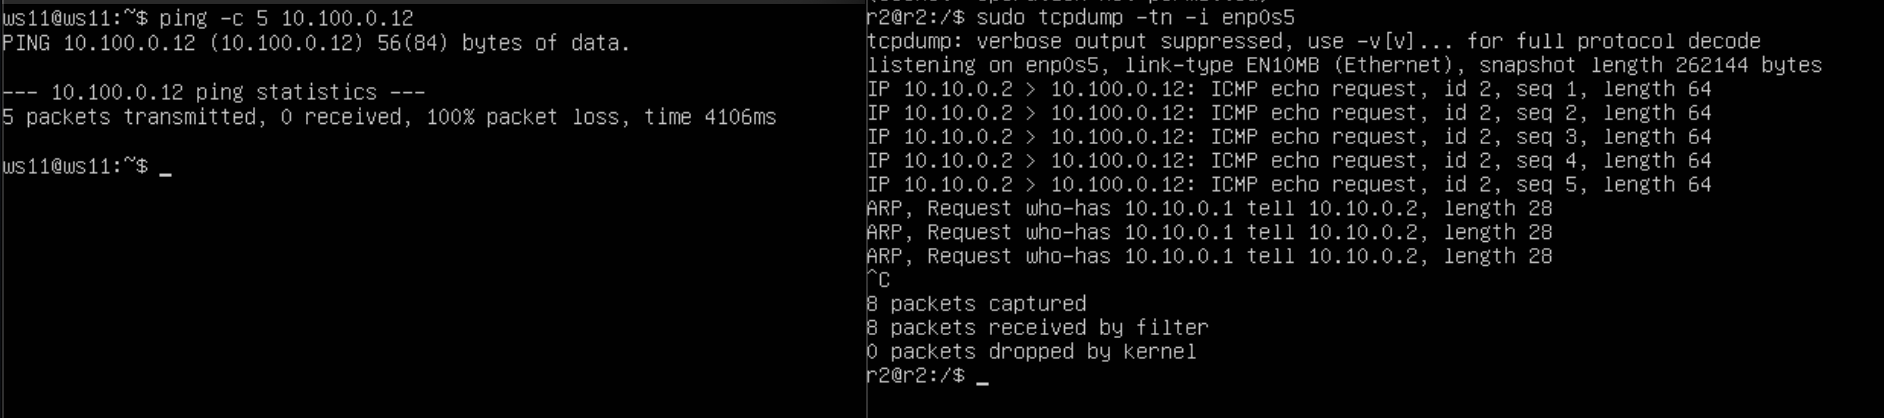 ws11@ws11:~$ ping -c 5 10.100.0.12
PING 10.100.0.12 (10.100.0.12) 56(84) bytes of data.
--- 10.100.0.12 ping statistics ---
5 packets transmitted, 0 received, 100% packet loss, time 4106ms
ws11@ws11:~$ _
r2@r2:/$ sudo tcpdump -tn -i enp0s5
tcpdump: verbose output suppressed, use -v[v]... for full protocol decode
listening on enp0s5, link-type EN10MB (Ethernet), snapshot length 262144 bytes
IP 10.10.0.2 > 10.100.0.12: ICMP echo request, id 2, seq 1, length 64
IP 10.10.0.2 > 10.100.0.12: ICMP echo request, id 2, seq 2, length 64
IP 10.10.0.2 > 10.100.0.12: ICMP echo request, id 2, seq 3, length 64
IP 10.10.0.2 > 10.100.0.12: ICMP echo request, id 2, seq 4, length 64
IP 10.10.0.2 > 10.100.0.12: ICMP echo request, id 2, seq 5, length 64
ARP, Request who-has 10.10.0.1 tell 10.10.0.2, length 28
ARP, Request who-has 10.10.0.1 tell 10.10.0.2, length 28
ARP, Request who-has 10.10.0.1 tell 10.10.0.2, length 28
^C
8 packets captured
8 packets received by filter
0 packets dropped by kernel
r2@r2:/$ _